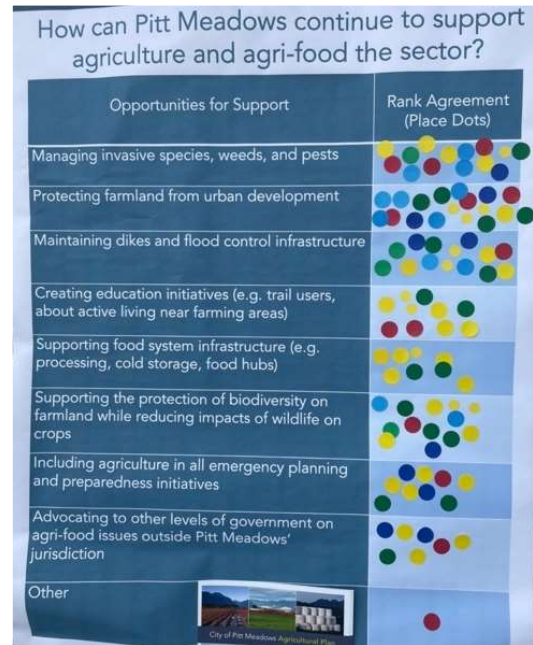 How can Pitt Meadows continue to support
agriculture and agri-food the sector?
Opportunities for Support
Rank Agreement
(Place Dots)
Managing invasive species, weeds, and pests
Protecting farmland from urban development
Maintaining dikes and flood control infrastructure
Creating education initiatives (e.g. trail users,
about active living near farming areas)
Supporting food system infrastructure (e.g.
processing, cold storage, food hubs)
Supporting the protection of biodiversity on
farmland while reducing impacts of wildlife on
crops
Including agriculture in all emergency planning
and preparedness initiatives
Advocating to other levels of government on
agri-food issues outside Pitt Meadows'
jurisdiction
Other
City of Pitt Meadows Agricultural Plan